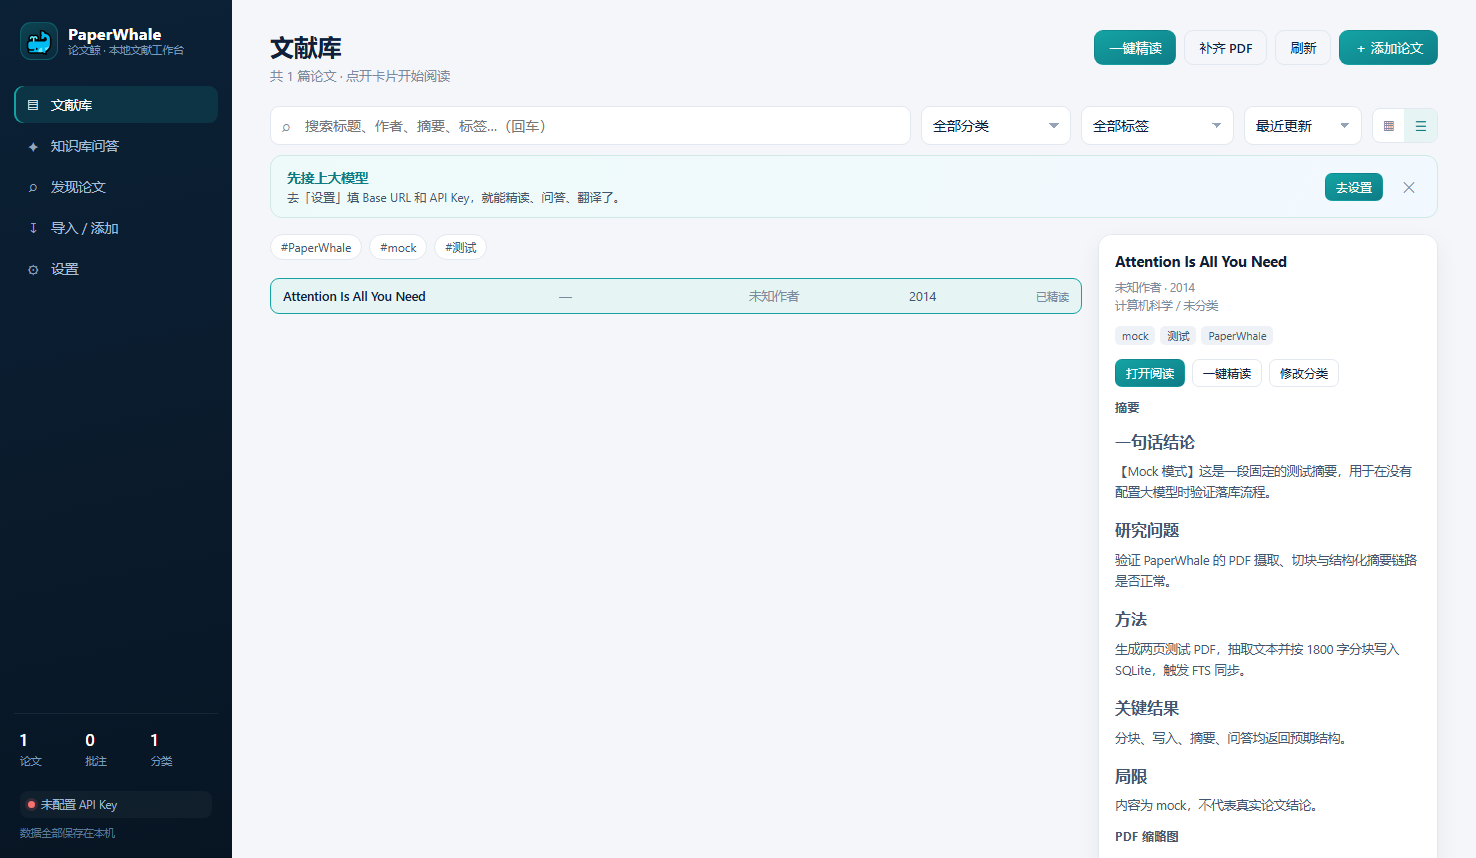 PaperWhale
论文鲸 · 本地文献工作台
文献库
知识库问答
发现论文
导入 / 添加
设置
1 0 1
论文 批注 分类
未配置 API Key
数据全部保存在本机
文献库
共 1 篇论文 · 点开卡片开始阅读
一键精读 补齐 PDF 刷新 + 添加论文
搜索标题、作者、摘要、标签...（回车） 全部分类 全部标签 最近更新
先接上大模型
去「设置」填 Base URL 和 API Key，就能精读、问答、翻译了。
去设置
#PaperWhale #mock #测试
Attention Is All You Need — 未知作者 2014 已精读
Attention Is All You Need
未知作者 · 2014
计算机科学 / 未分类
mock 测试 PaperWhale
打开阅读 一键精读 修改分类
摘要
一句话结论
【Mock 模式】这是一段固定的测试摘要，用于在没有
配置大模型时验证落库流程。
研究问题
验证 PaperWhale 的 PDF 摄取、切块与结构化摘要链路
是否正常。
方法
生成两页测试 PDF，抽取文本并按 1800 字分块写入
SQLite，触发 FTS 同步。
关键结果
分块、写入、摘要、问答均返回预期结构。
局限
内容为 mock，不代表真实论文结论。
PDF 缩略图